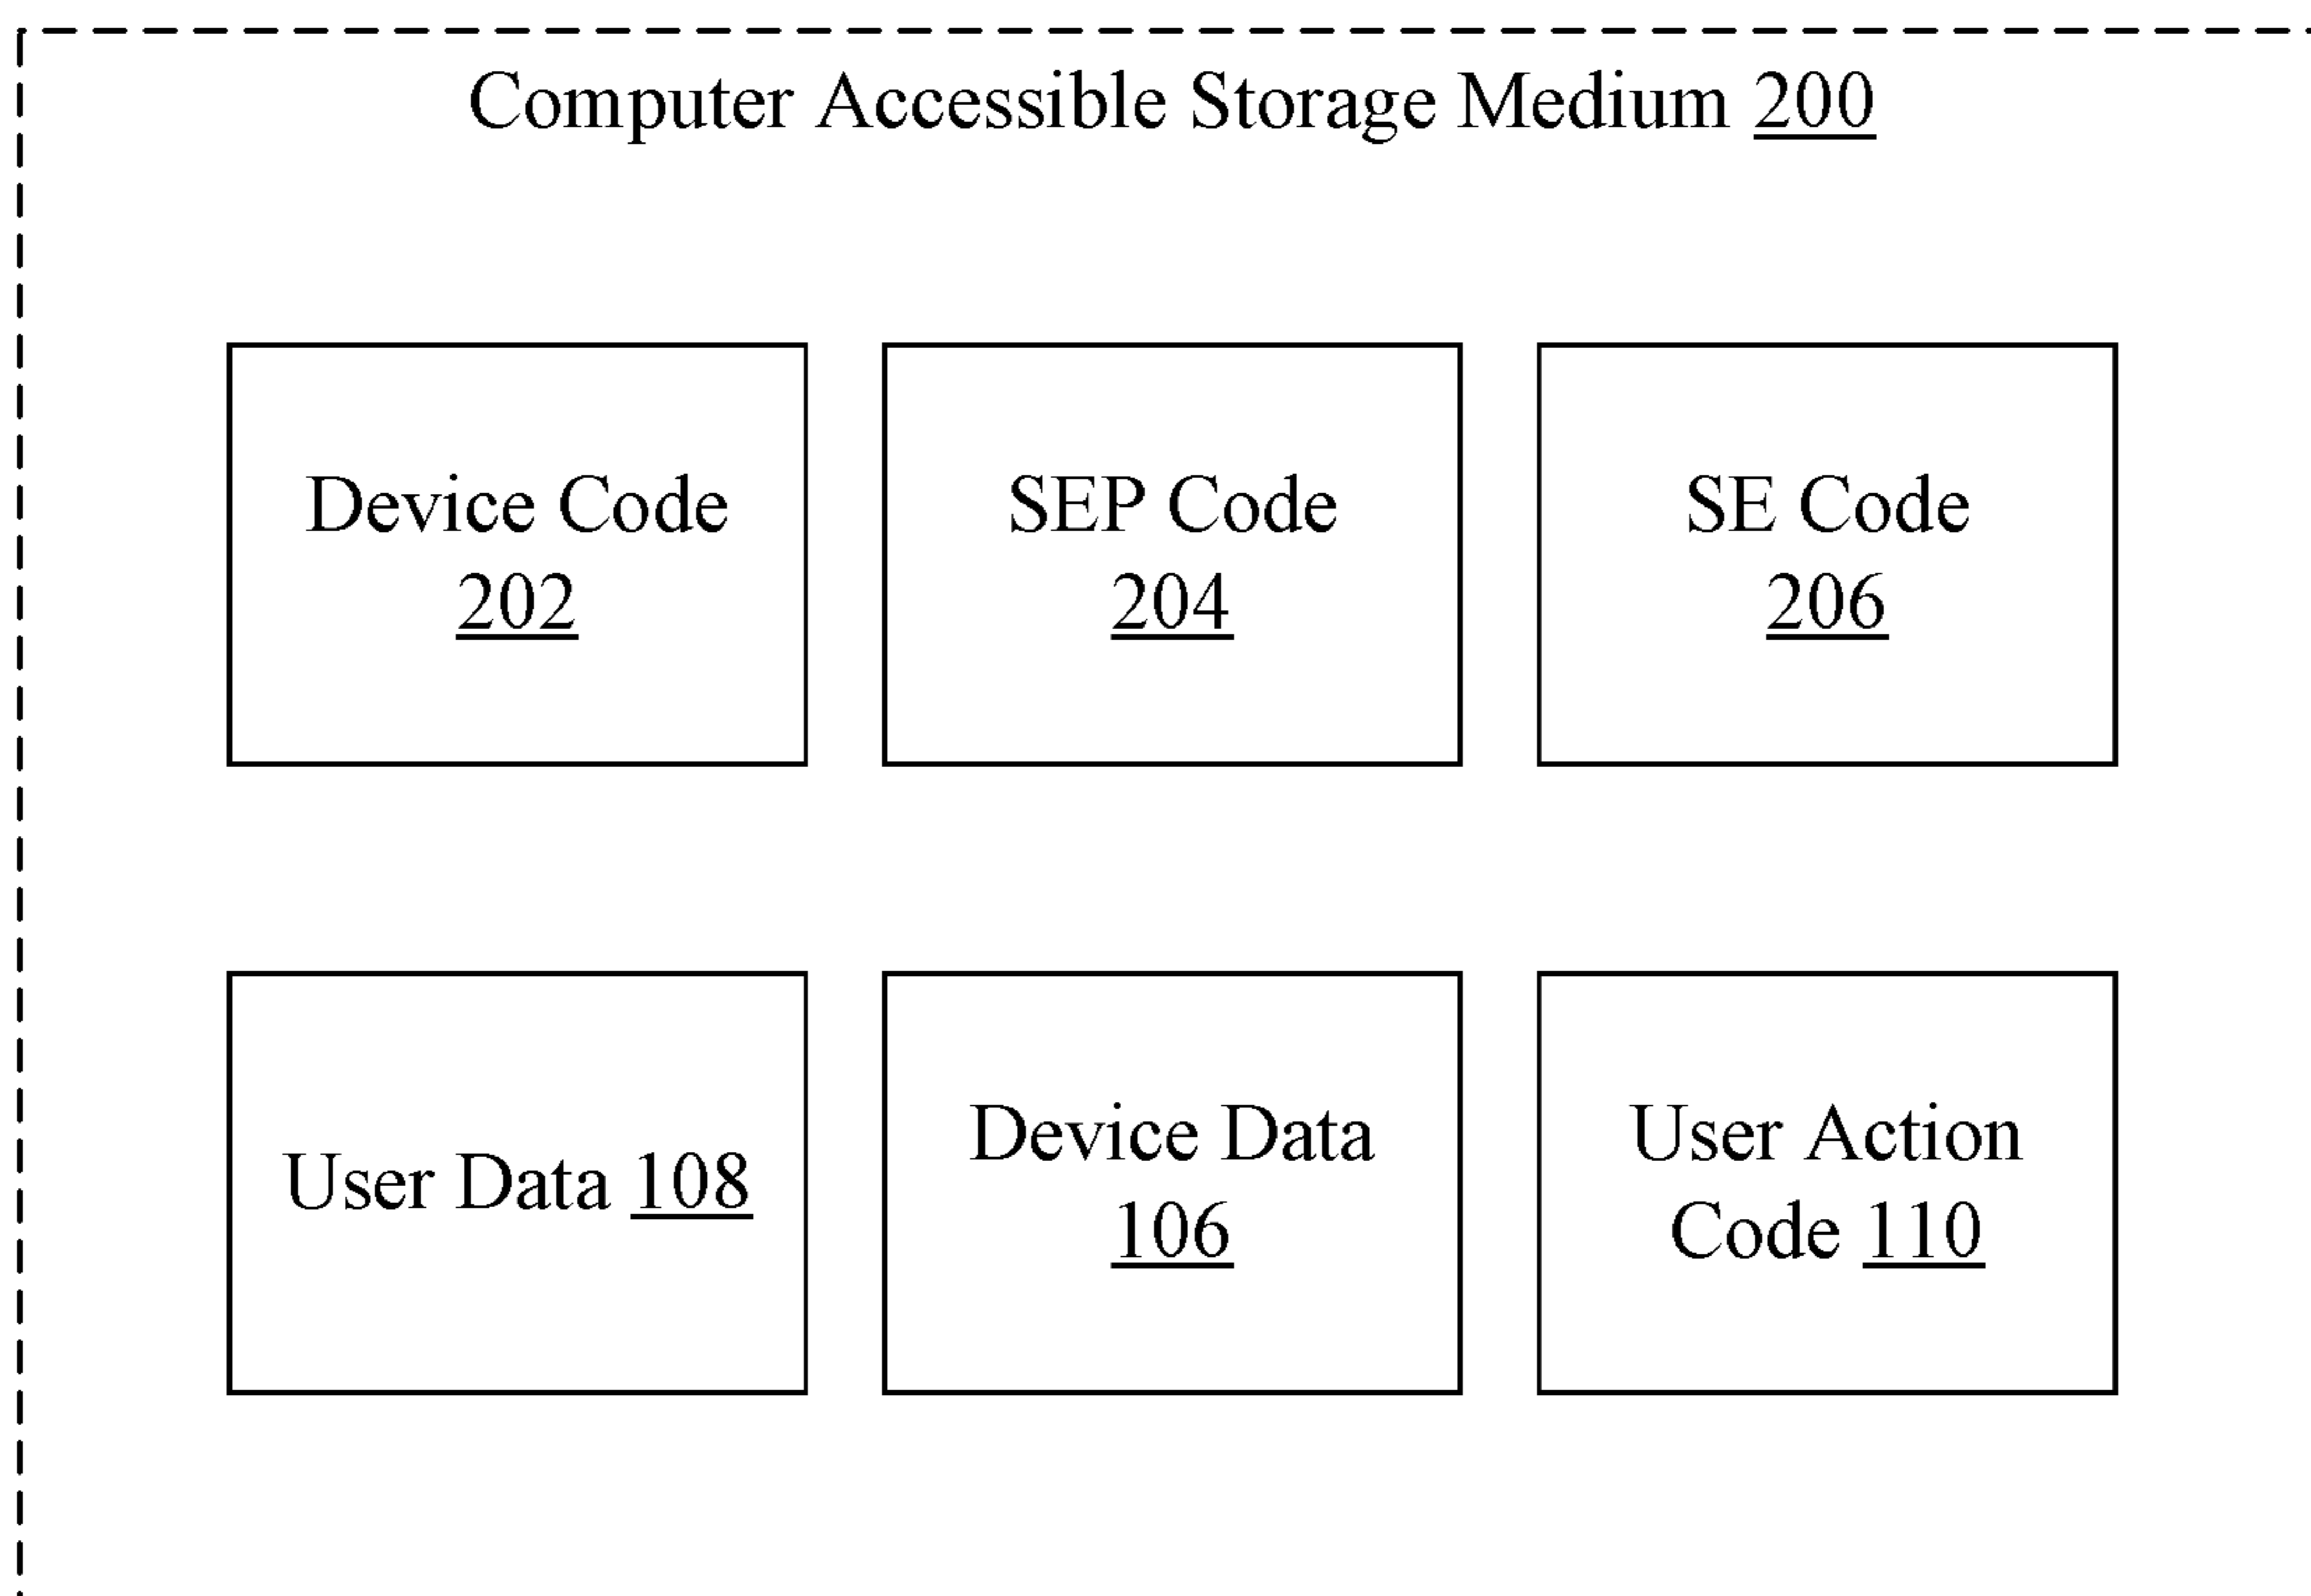 Computer Accessible Storage Medium 200
Device Code
202
SEP Code
204
SE Code
206
User Data 108
Device Data
106
User Action
Code 110